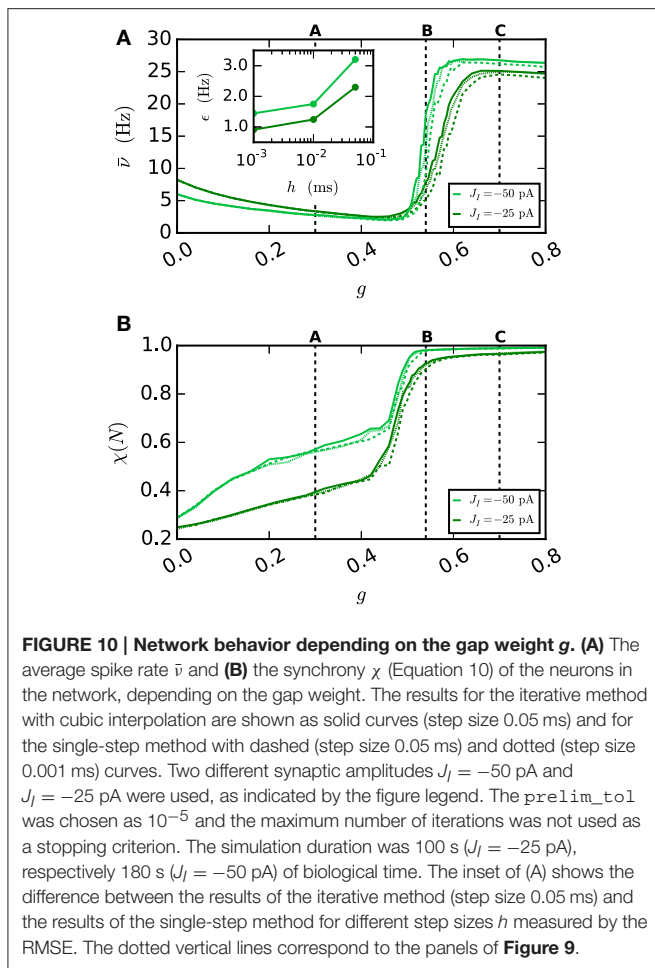 A B C
A
30
25
20
15
10
5
0
ν̄ (Hz)
3.0
2.0
1.0
ϵ (Hz)
10⁻³ 10⁻² 10⁻¹
h (ms)
J_I = −50 pA
J_I = −25 pA
0.0 0.2 0.4 0.6 0.8
g
B
A B C
1.0
0.8
0.6
0.4
0.2
χ(N)
J_I = −50 pA
J_I = −25 pA
0.0 0.2 0.4 0.6 0.8
g
FIGURE 10 | Network behavior depending on the gap weight g. (A) The
average spike rate ν̄ and (B) the synchrony χ (Equation 10) of the neurons in
the network, depending on the gap weight. The results for the iterative method
with cubic interpolation are shown as solid curves (step size 0.05 ms) and for
the single-step method with dashed (step size 0.05 ms) and dotted (step size
0.001 ms) curves. Two different synaptic amplitudes J_I = −50 pA and
J_I = −25 pA were used, as indicated by the figure legend. The prelim_tol
was chosen as 10⁻⁵ and the maximum number of iterations was not used as
a stopping criterion. The simulation duration was 100 s (J_I = −25 pA),
respectively 180 s (J_I = −50 pA) of biological time. The inset of (A) shows the
difference between the results of the iterative method (step size 0.05 ms) and
the results of the single-step method for different step sizes h measured by the
RMSE. The dotted vertical lines correspond to the panels of Figure 9.